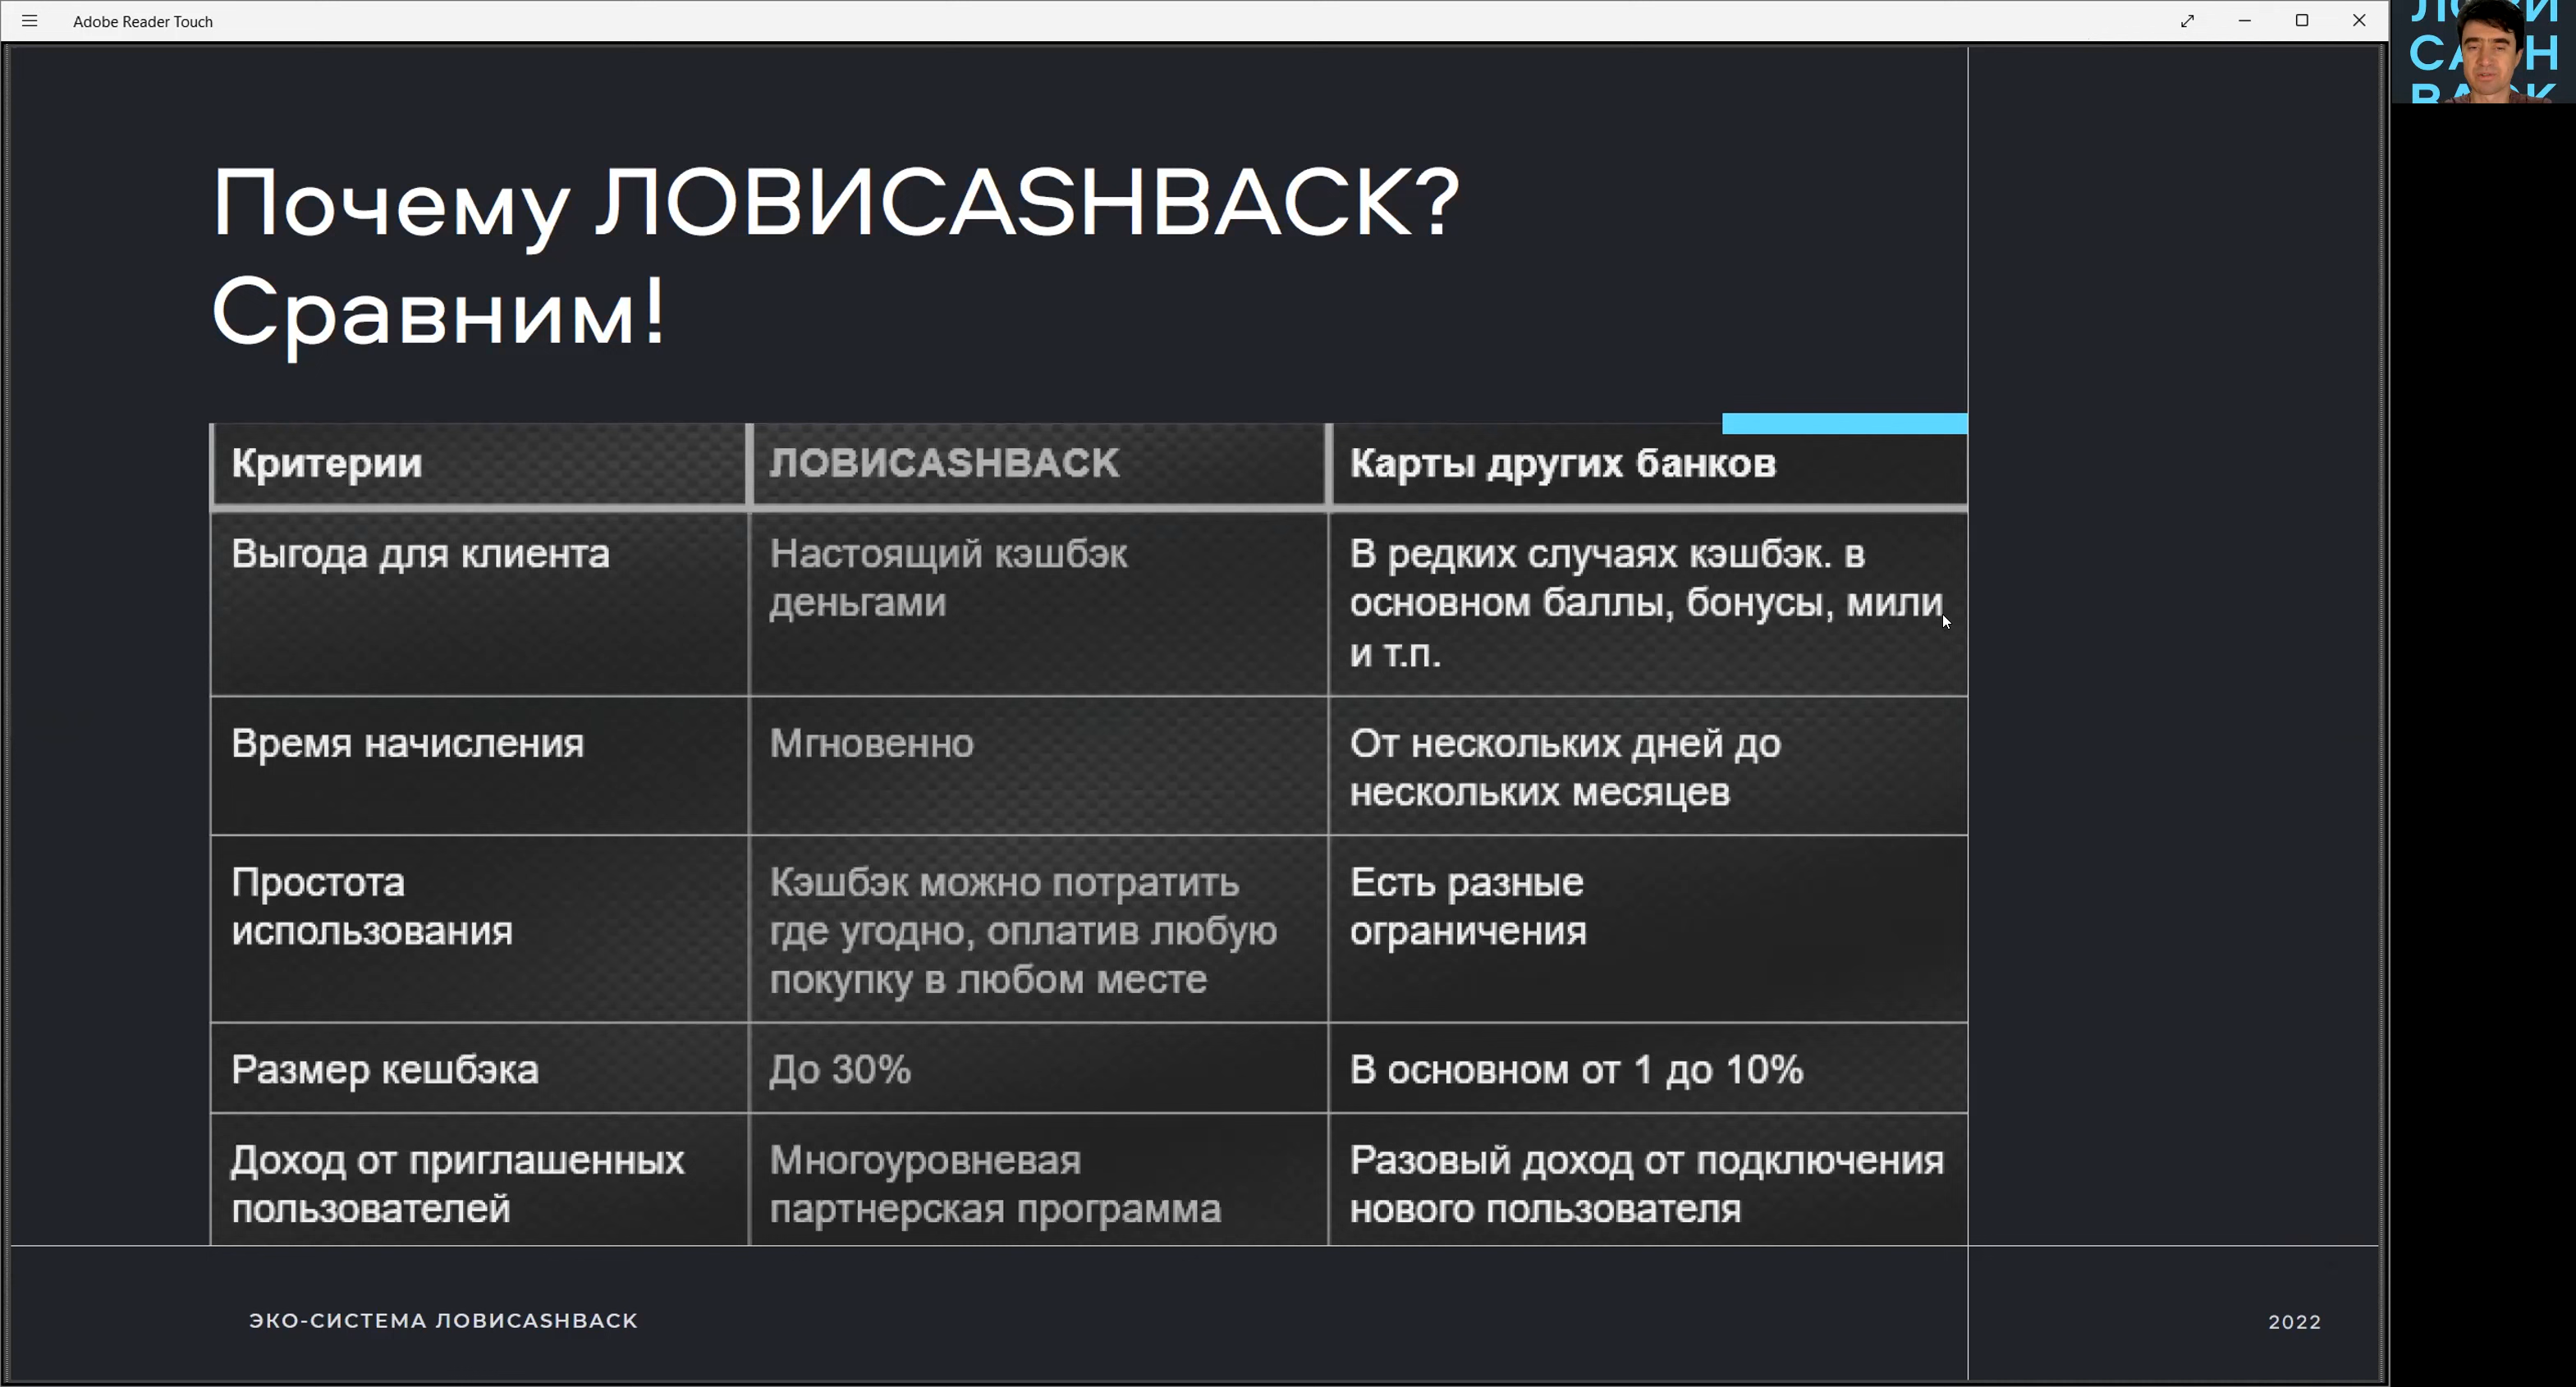 Adobe Reader Touch
Почему ЛОВИCASHBACK?
Сравним!
Критерии
ЛОВИCASHBACK
Карты других банков
Выгода для клиента
Настоящий кэшбэк
деньгами
В редких случаях кэшбэк. в
основном баллы, бонусы, мили
и т.п.
Время начисления
Мгновенно
От нескольких дней до
нескольких месяцев
Простота
использования
Кэшбэк можно потратить
где угодно, оплатив любую
покупку в любом месте
Есть разные
ограничения
Размер кешбэка
До 30%
В основном от 1 до 10%
Доход от приглашенных
пользователей
Многоуровневая
партнерская программа
Разовый доход от подключения
нового пользователя
ЭКО-СИСТЕМА ЛОВИCASHBACK
2022